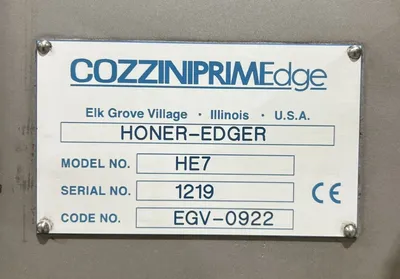 COZZINIPRIMEdge
Elk Grove Village · Illinois · U.S.A.
HONER-EDGER
MODEL NO. HE7
SERIAL NO. 1219
CE
CODE NO. EGV-0922